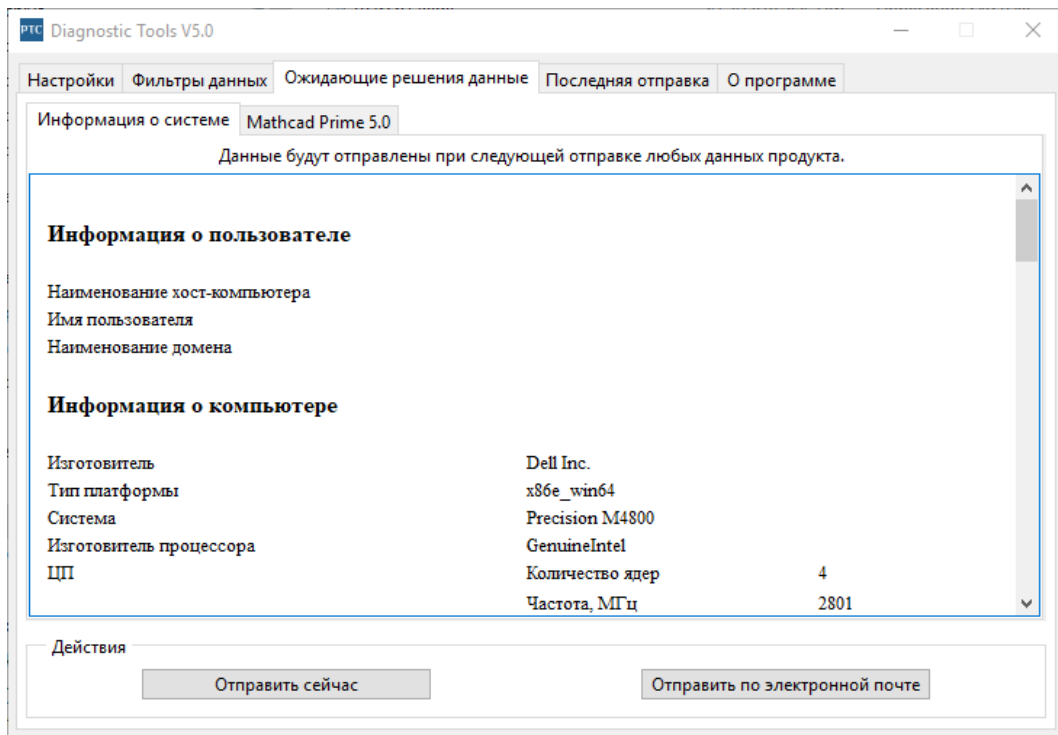 PTC Diagnostic Tools V5.0
Настройки Фильтры данных Ожидающие решения данные Последняя отправка О программе
Информация о системе Mathcad Prime 5.0
Данные будут отправлены при следующей отправке любых данных продукта.
Информация о пользователе
Наименование хост-компьютера
Имя пользователя
Наименование домена
Информация о компьютере
Изготовитель Dell Inc.
Тип платформы x86e_win64
Система Precision M4800
Изготовитель процессора GenuineIntel
ЦП Количество ядер 4
Частота, МГц 2801
Действия
Отправить сейчас Отправить по электронной почте